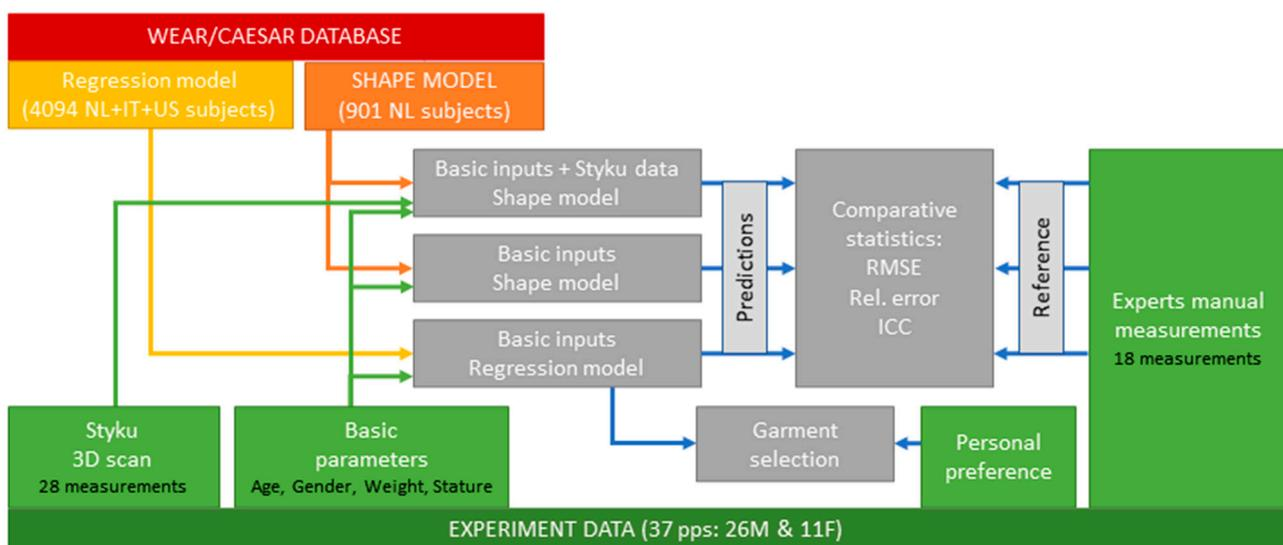 WEAR/CAESAR DATABASE
Regression model
(4094 NL+IT+US subjects)
SHAPE MODEL
(901 NL subjects)
Basic inputs + Styku data
Shape model
Basic inputs
Shape model
Basic inputs
Regression model
Predictions
Comparative
statistics:
RMSE
Rel. error
ICC
Reference
Experts manual
measurements
18 measurements
Styku
3D scan
28 measurements
Basic
parameters
Age, Gender, Weight, Stature
Garment
selection
Personal
preference
EXPERIMENT DATA (37 pps: 26M & 11F)